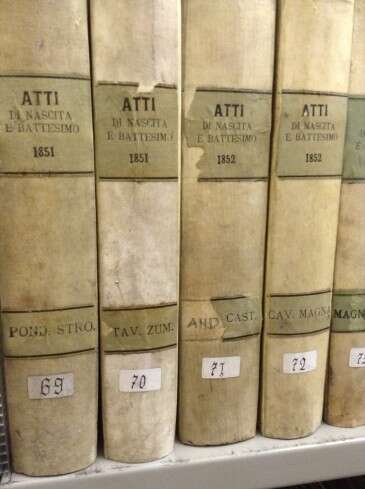 ATTI
DI NASCITA
E BATTESIMO
1851
POND. STRO.
69
ATTI
DI NASCITA
E BATTESIMO
1851
TAV. ZUM.
70
ATTI
DI NASCITA
E BATTESIMO
1852
AND. CAST.
71
ATTI
DI NASCITA
E BATTESIMO
1852
CAV. MAGN.
72
MAGN